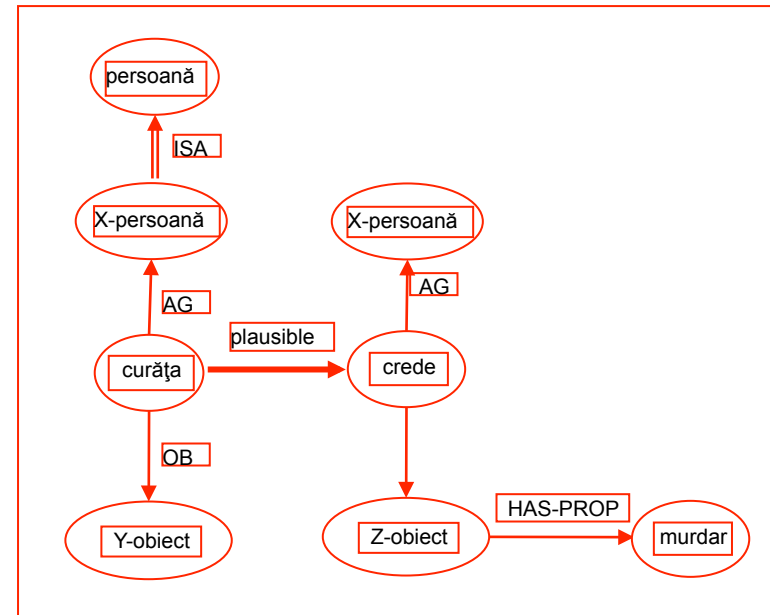 persoană
ISA
X-persoană
X-persoană
AG
AG
plausible
curăţa
crede
OB
HAS-PROP
Y-obiect
Z-obiect
murdar